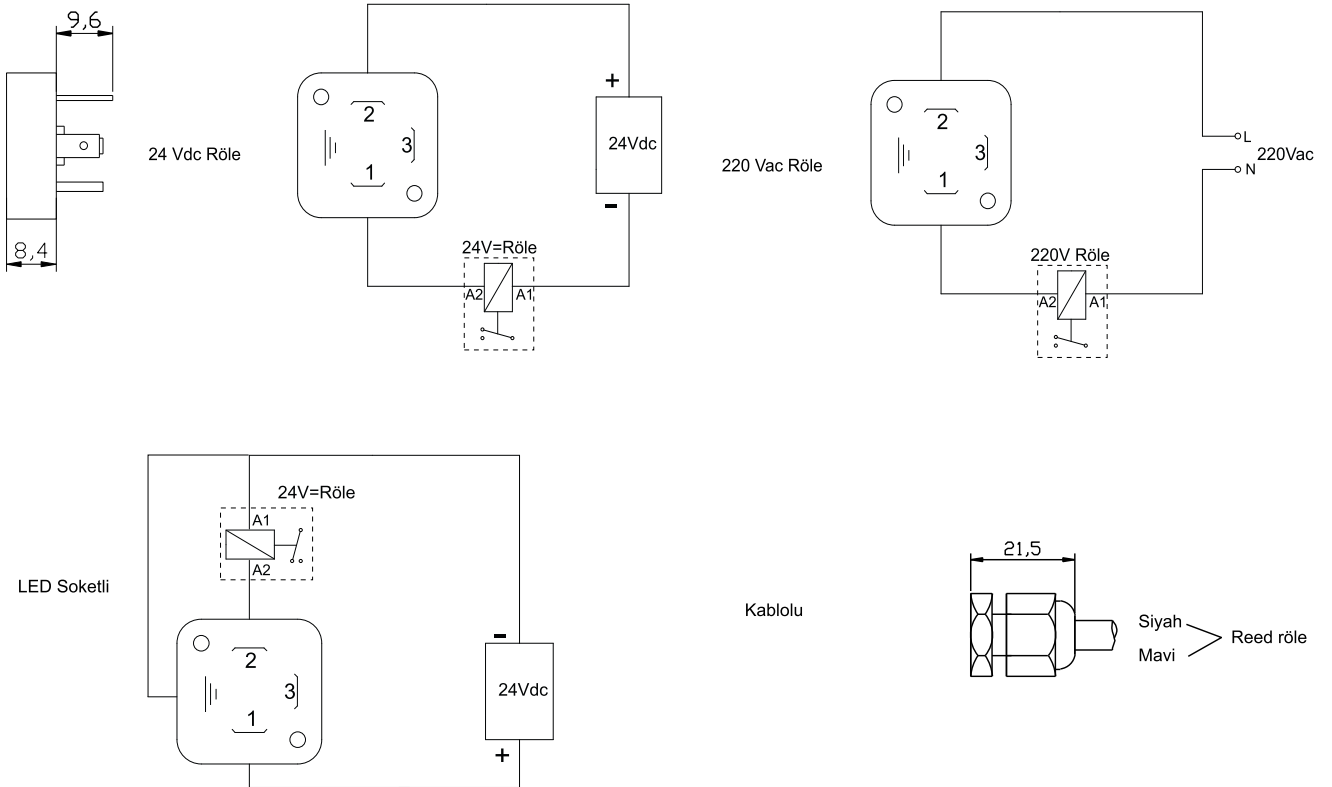 9,6
8,4
24 Vdc Röle
2
3
1
+
24Vdc
-
24V=Röle
A2
A1
220 Vac Röle
2
3
1
L
220Vac
N
220V Röle
A2
A1
LED Soketli
24V=Röle
A1
A2
2
3
1
-
24Vdc
+
Kablolu
21,5
Siyah
Mavi
Reed röle